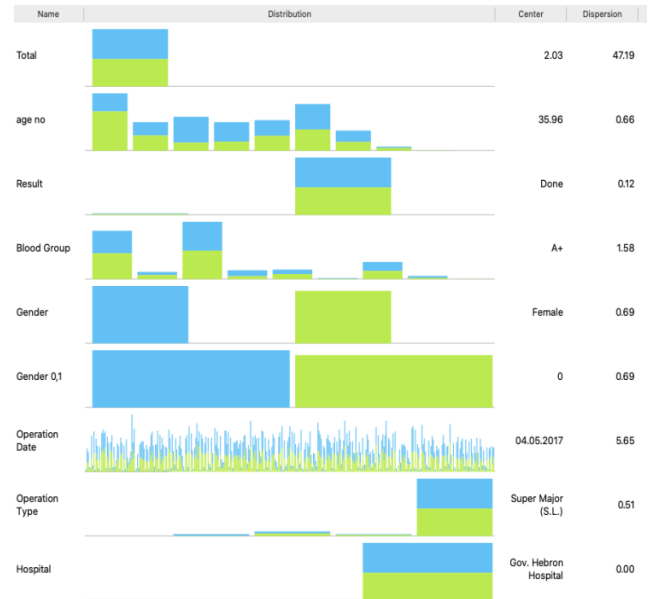 Name Distribution Center Dispersion
Total 2.03 47.19
age no 35.96 0.66
Result Done 0.12
Blood Group A+ 1.58
Gender Female 0.69
Gender 0,1 0 0.69
Operation
Date 04.05.2017 5.65
Operation
Type Super Major
(S.L.) 0.51
Hospital Gov. Hebron
Hospital 0.00